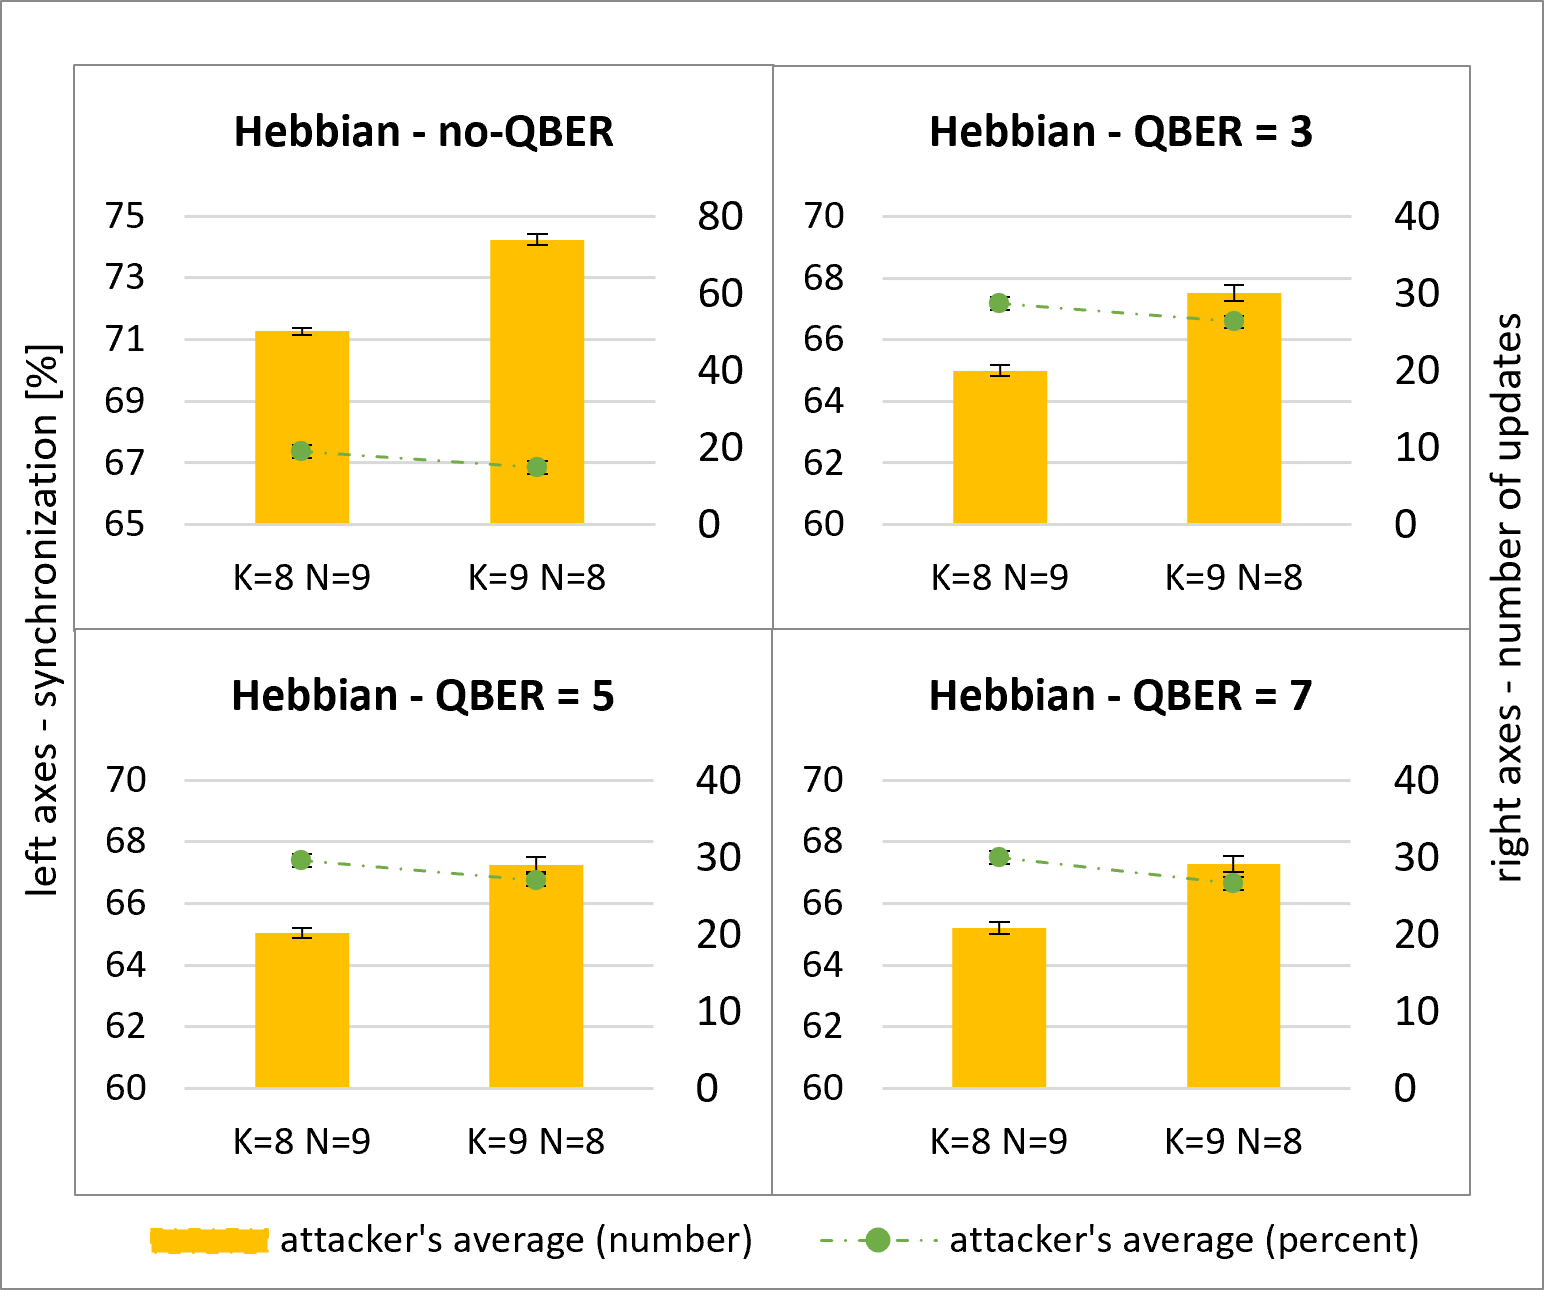 Hebbian - no-QBER
75
73
71
69
67
65
80
60
40
20
0
K=8 N=9
K=9 N=8
Hebbian - QBER = 3
70
68
66
64
62
60
40
30
20
10
0
K=8 N=9
K=9 N=8
Hebbian - QBER = 5
70
68
66
64
62
60
40
30
20
10
0
K=8 N=9
K=9 N=8
Hebbian - QBER = 7
70
68
66
64
62
60
40
30
20
10
0
K=8 N=9
K=9 N=8
left axes - synchronization [%]
right axes - number of updates
attacker's average (number)
attacker's average (percent)